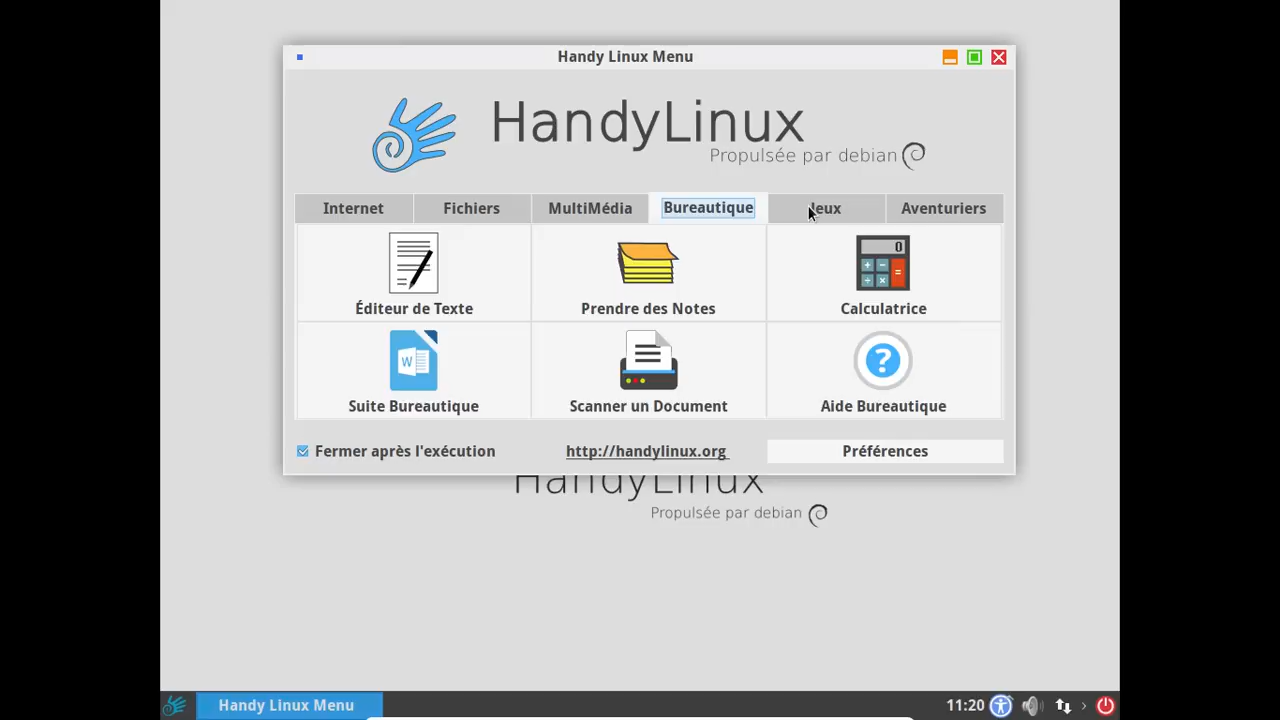 Handy Linux Menu
HandyLinux
Propulsée par debian
Internet Fichiers MultiMédia Bureautique Jeux Aventuriers
0
Éditeur de Texte Prendre des Notes Calculatrice
W
?
Suite Bureautique Scanner un Document Aide Bureautique
Fermer après l'exécution http://handylinux.org Préférences
HandyLinux
Propulsée par debian
Handy Linux Menu 11:20